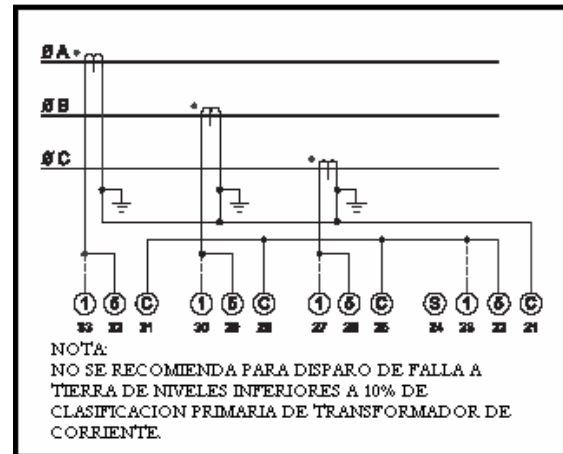 ØA
ØB
ØC
1 5 C 1 5 C 1 5 C S 1 5 C
33 32 31 30 29 28 27 26 25 24 23 22 21
NOTA:
NO SE RECOMIENDA PARA DISPARO DE FALLA A
TIERRA DE NIVELES INFERIORES A 10% DE
CLASIFICACION PRIMARIA DE TRANSFORMADOR DE
CORRIENTE.